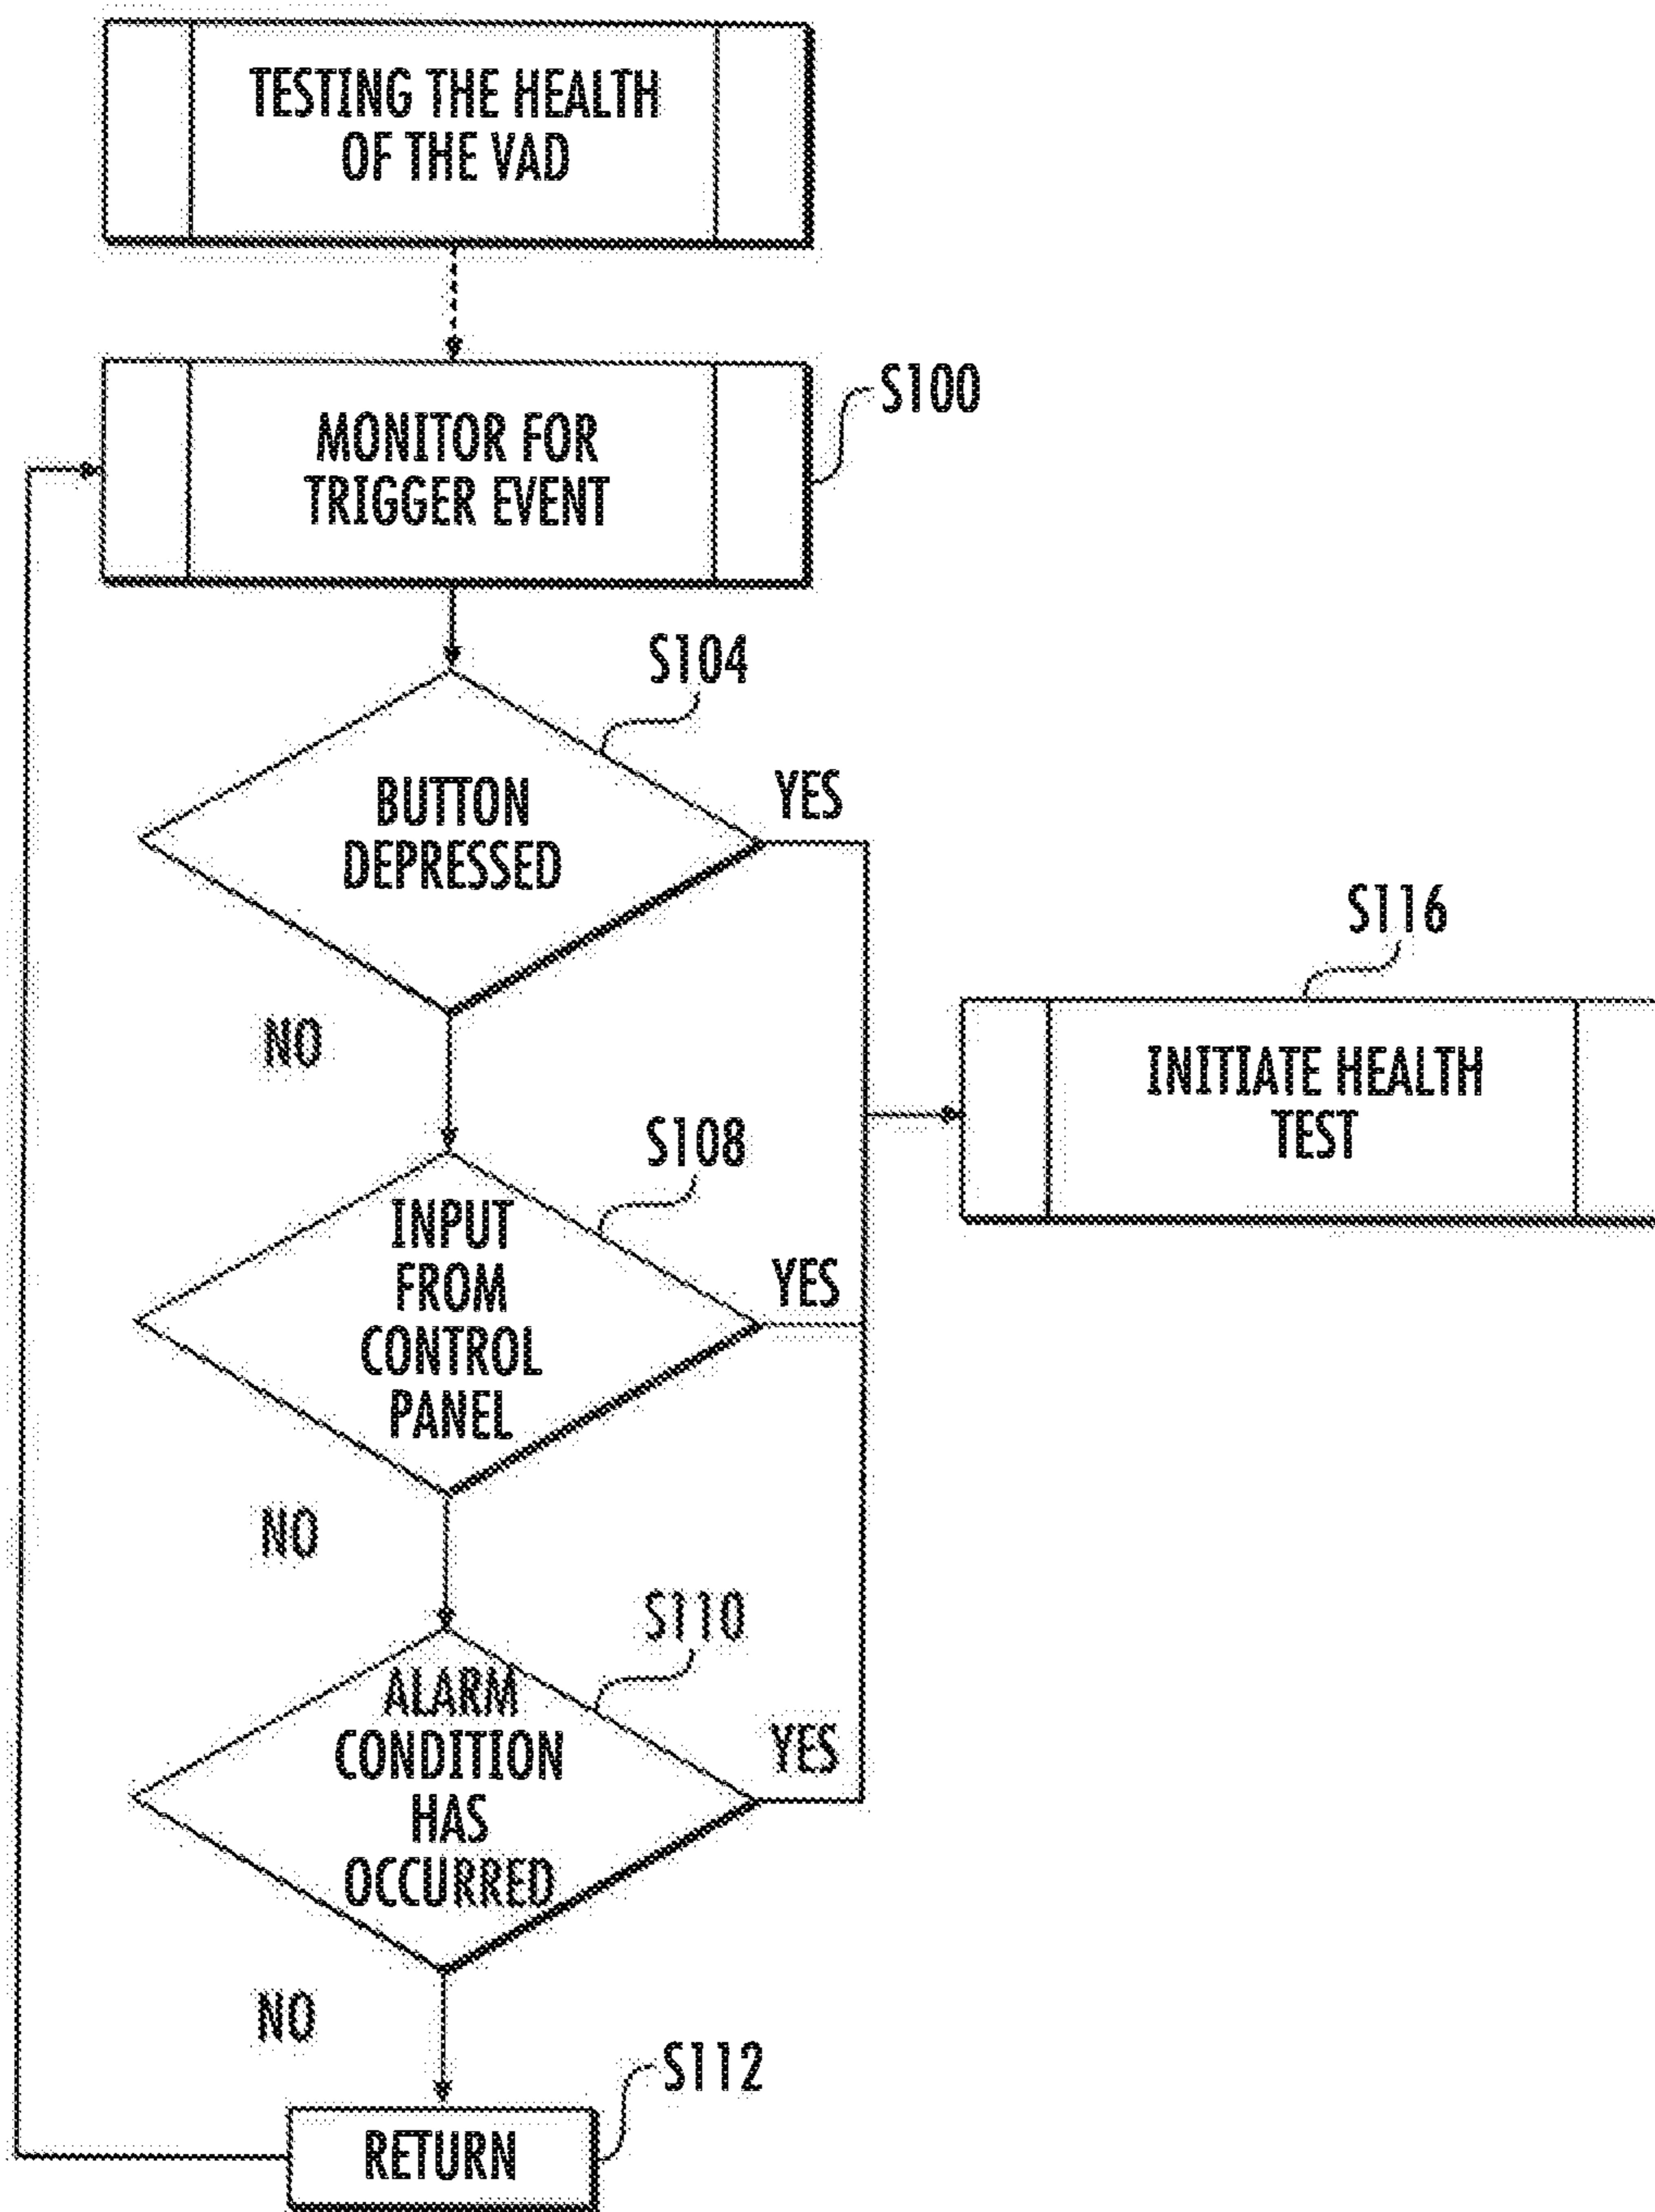 TESTING THE HEALTH
OF THE VAD
MONITOR FOR
TRIGGER EVENT
S100
S104
BUTTON
DEPRESSED
YES
NO
S116
INITIATE HEALTH
TEST
S108
INPUT
FROM
CONTROL
PANEL
YES
NO
S110
ALARM
CONDITION
HAS
OCCURRED
YES
NO
S112
RETURN